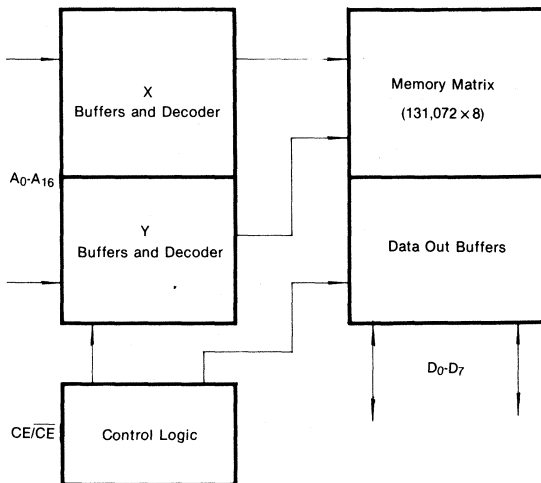 X
Buffers and Decoder
Memory Matrix
(131,072 × 8)
A₀-A₁₆
Y
Buffers and Decoder
Data Out Buffers
D₀-D₇
CE/C̅E̅
Control Logic